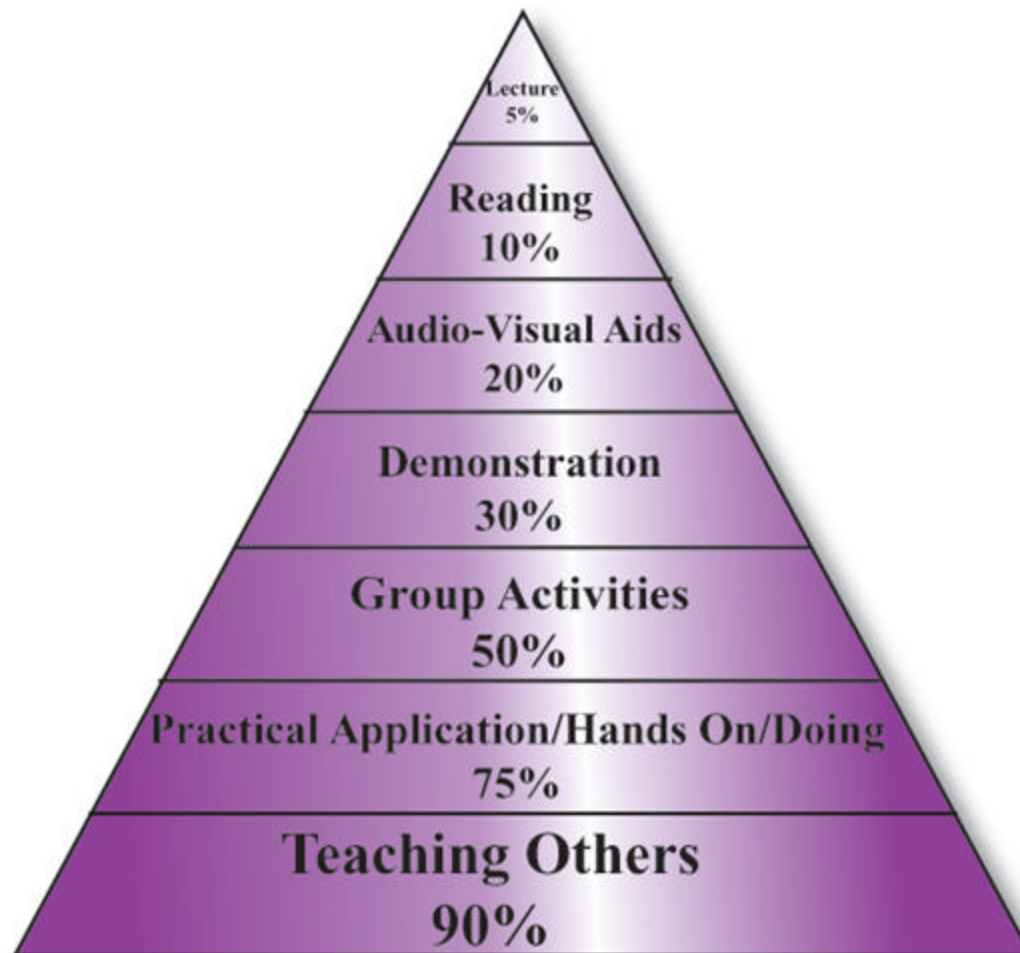 Lecture
5%
Reading
10%
Audio-Visual Aids
20%
Demonstration
30%
Group Activities
50%
Practical Application/Hands On/Doing
75%
Teaching Others
90%